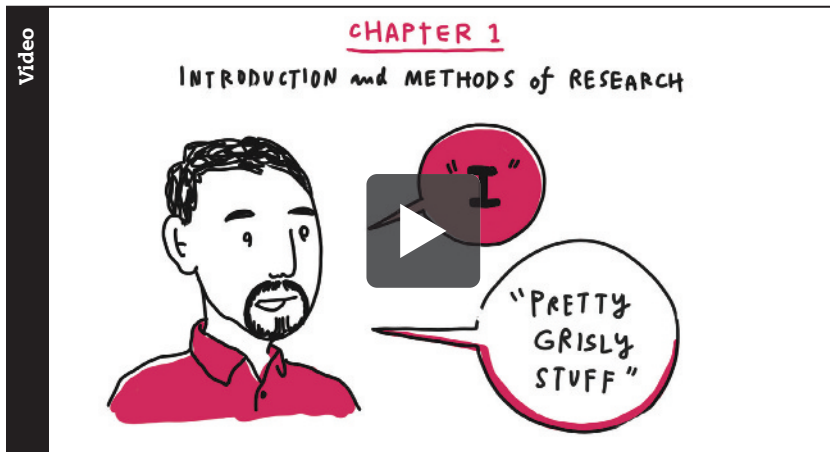 Video
CHAPTER 1
INTRODUCTION and METHODS of RESEARCH
"I"
"PRETTY
GRISLY
STUFF"